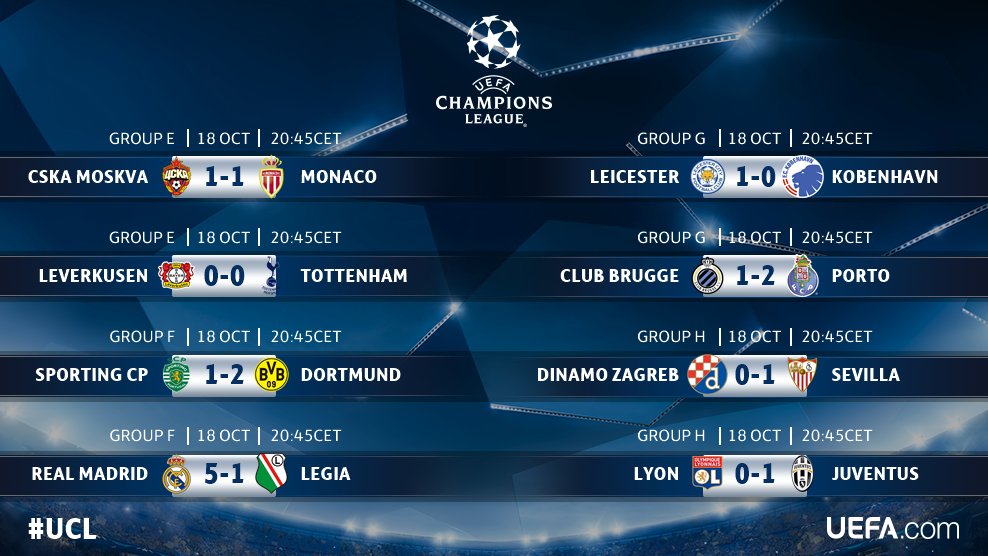 UEFA
CHAMPIONS
LEAGUE®
GROUP E | 18 OCT | 20:45CET
CSKA MOSKVA 1-1 MONACO
GROUP E | 18 OCT | 20:45CET
LEVERKUSEN 0-0 TOTTENHAM
GROUP F | 18 OCT | 20:45CET
SPORTING CP 1-2 DORTMUND
GROUP F | 18 OCT | 20:45CET
REAL MADRID 5-1 LEGIA
GROUP G | 18 OCT | 20:45CET
LEICESTER 1-0 KOBENHAVN
GROUP G | 18 OCT | 20:45CET
CLUB BRUGGE 1-2 PORTO
GROUP H | 18 OCT | 20:45CET
DINAMO ZAGREB 0-1 SEVILLA
GROUP H | 18 OCT | 20:45CET
LYON 0-1 JUVENTUS
#UCL
UEFA.com